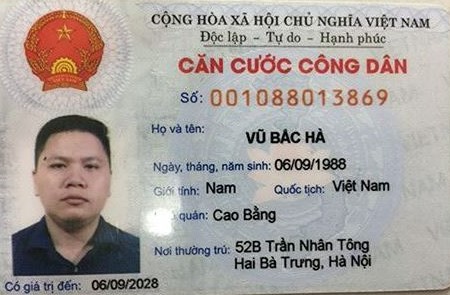 CỘNG HÒA XÃ HỘI CHỦ NGHĨA VIỆT NAM
Độc lập - Tự do - Hạnh phúc
CĂN CƯỚC CÔNG DÂN
Số: 001088013869
Họ và tên:
VŨ BẮC HÀ
Ngày, tháng, năm sinh: 06/09/1988
Giới tính: Nam Quốc tịch: Việt Nam
quán: Cao Bằng
Nơi thường trú: 52B Trần Nhân Tông
Hai Bà Trưng, Hà Nội
Có giá trị đến: 06/09/2028